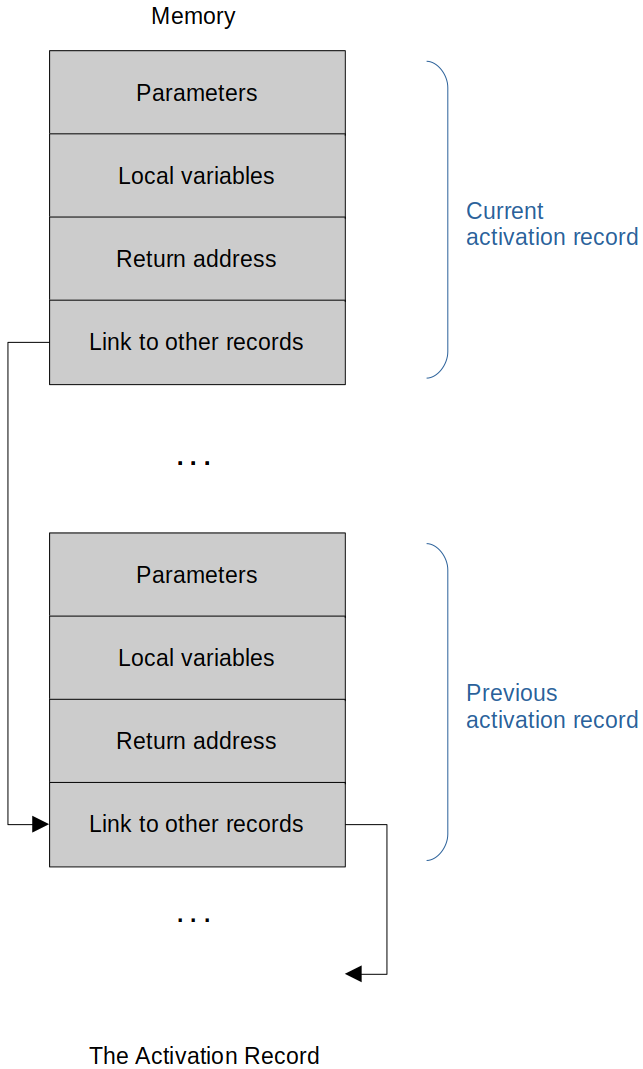 Memory
Parameters
Local variables
Return address
Link to other records
Current
activation record
...
Parameters
Local variables
Return address
Link to other records
Previous
activation record
...
The Activation Record